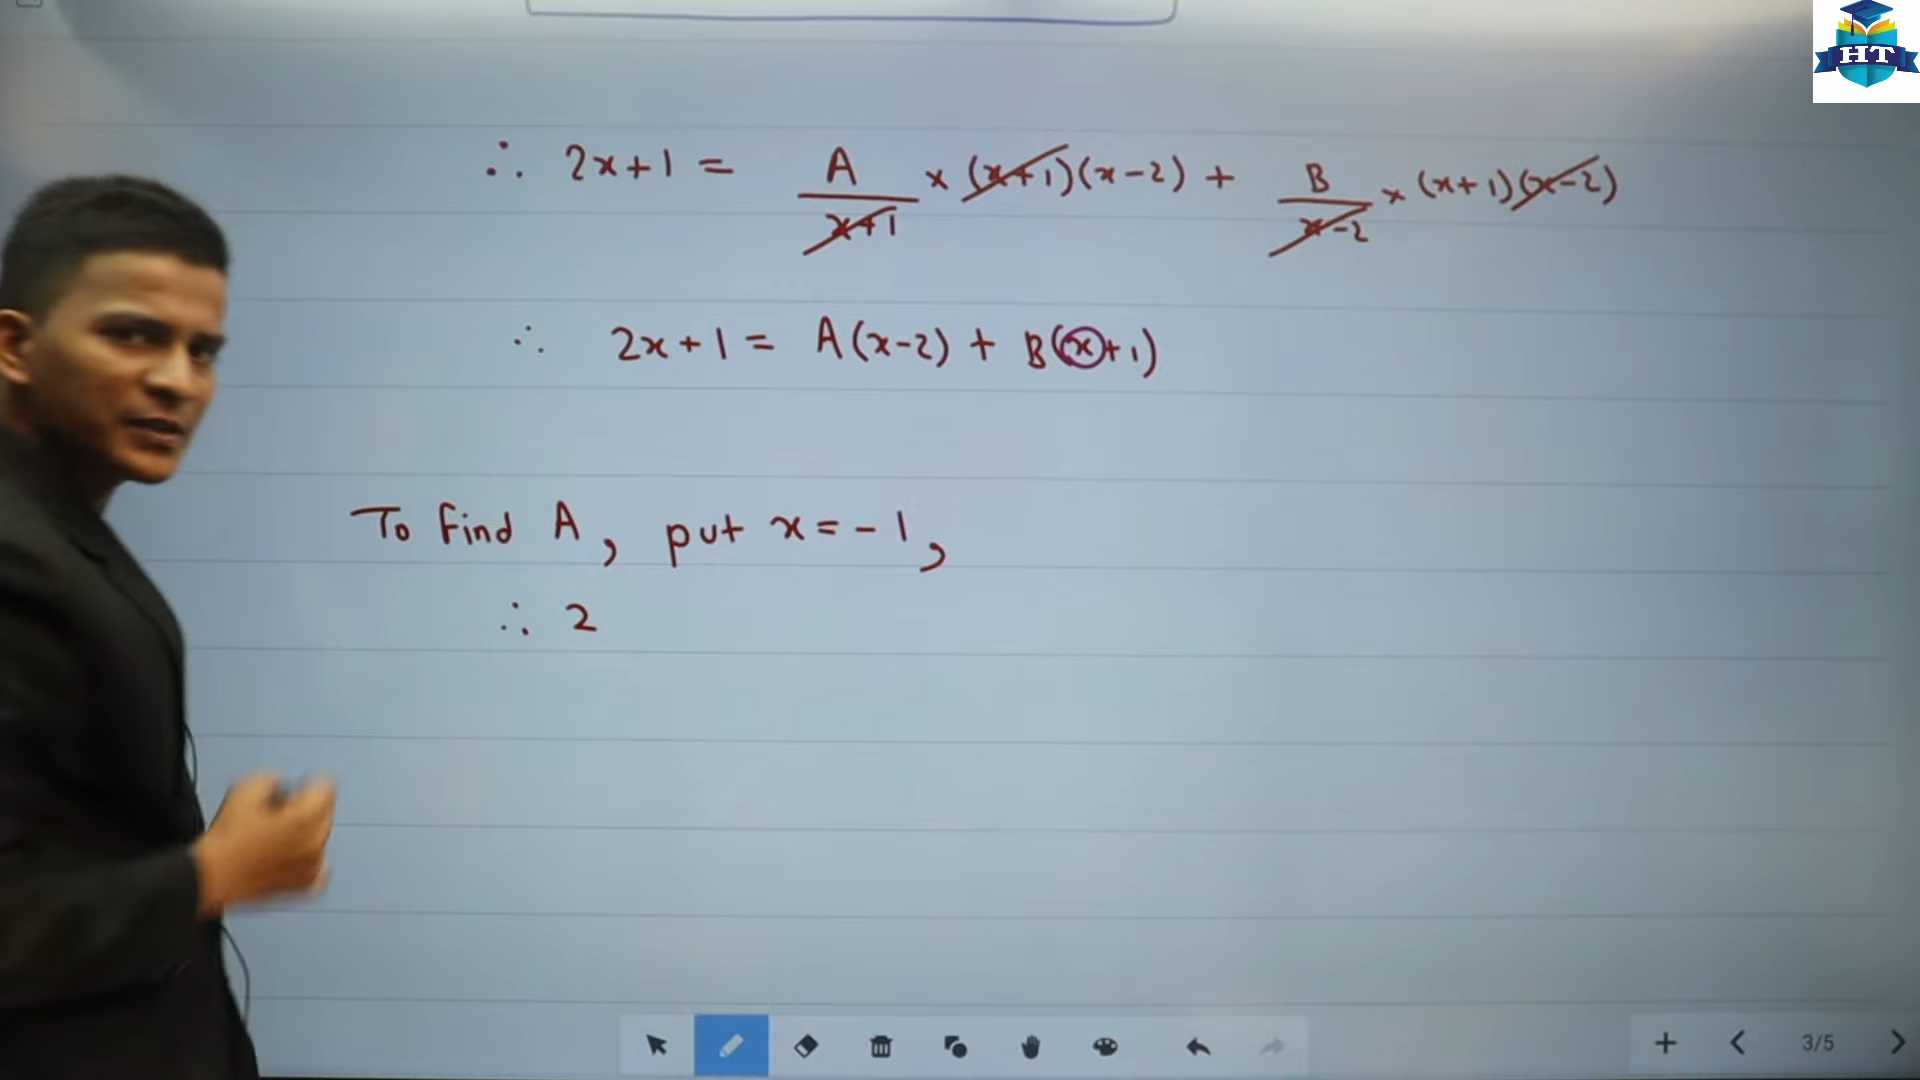 HT
∴ 2x+1 = A/x+1 × (x+1)(x-2) + B/x-2 × (x+1)(x-2)
∴ 2x+1 = A(x-2) + B(x+1)
To find A, put x = -1,
∴ 2
3/5